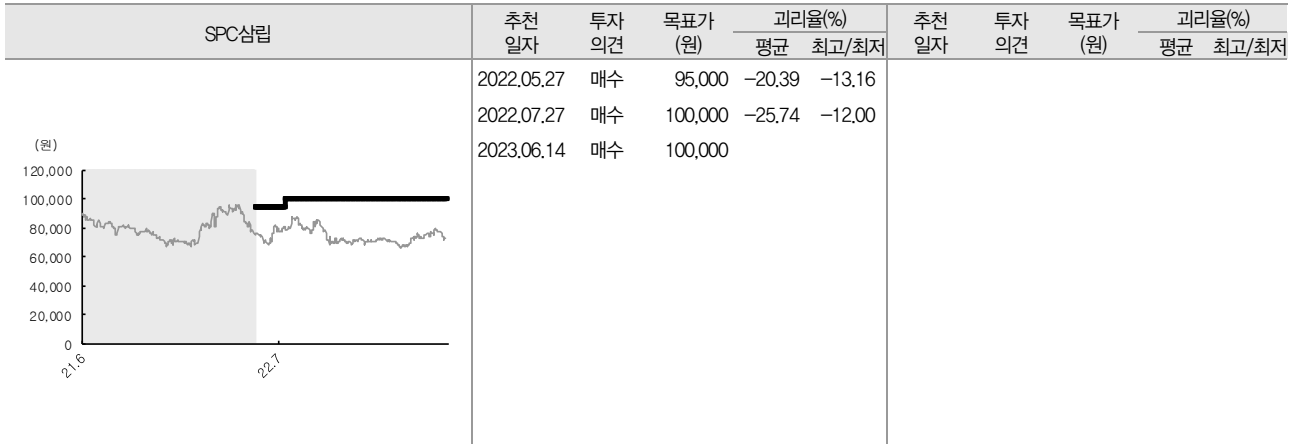 SPC삼립
추천 일자 투자 의견 목표가 (원) 괴리율(%) 평균 최고/최저
추천 일자 투자 의견 목표가 (원) 괴리율(%) 평균 최고/최저
2022.05.27 매수 95,000 -20.39 -13.16
2022.07.27 매수 100,000 -25.74 -12.00
2023.06.14 매수 100,000
(원)
120,000
100,000
80,000
60,000
40,000
20,000
0
21.6
22.7